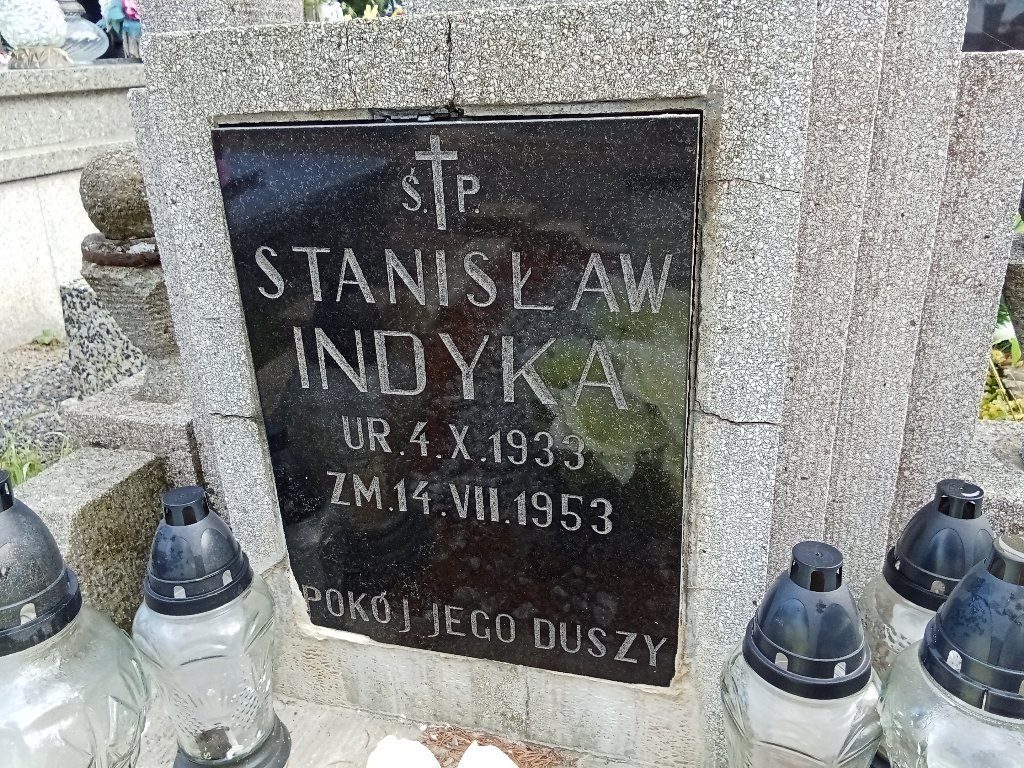 Ś.P.
STANISŁAW
INDYKA
UR.4.X.1933
ZM.14.VII.1953
POKÓJ JEGO DUSZY